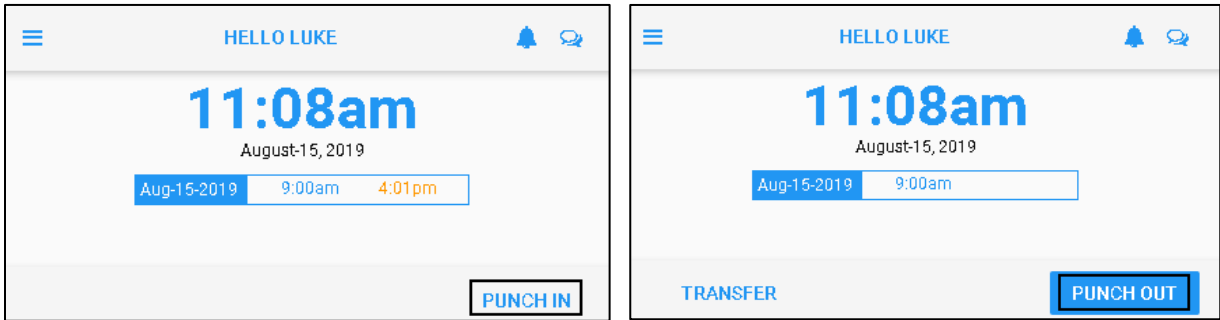 HELLO LUKE
11:08am
August-15, 2019
Aug-15-2019 9:00am 4:01pm
PUNCH IN
HELLO LUKE
11:08am
August-15, 2019
Aug-15-2019 9:00am
TRANSFER PUNCH OUT